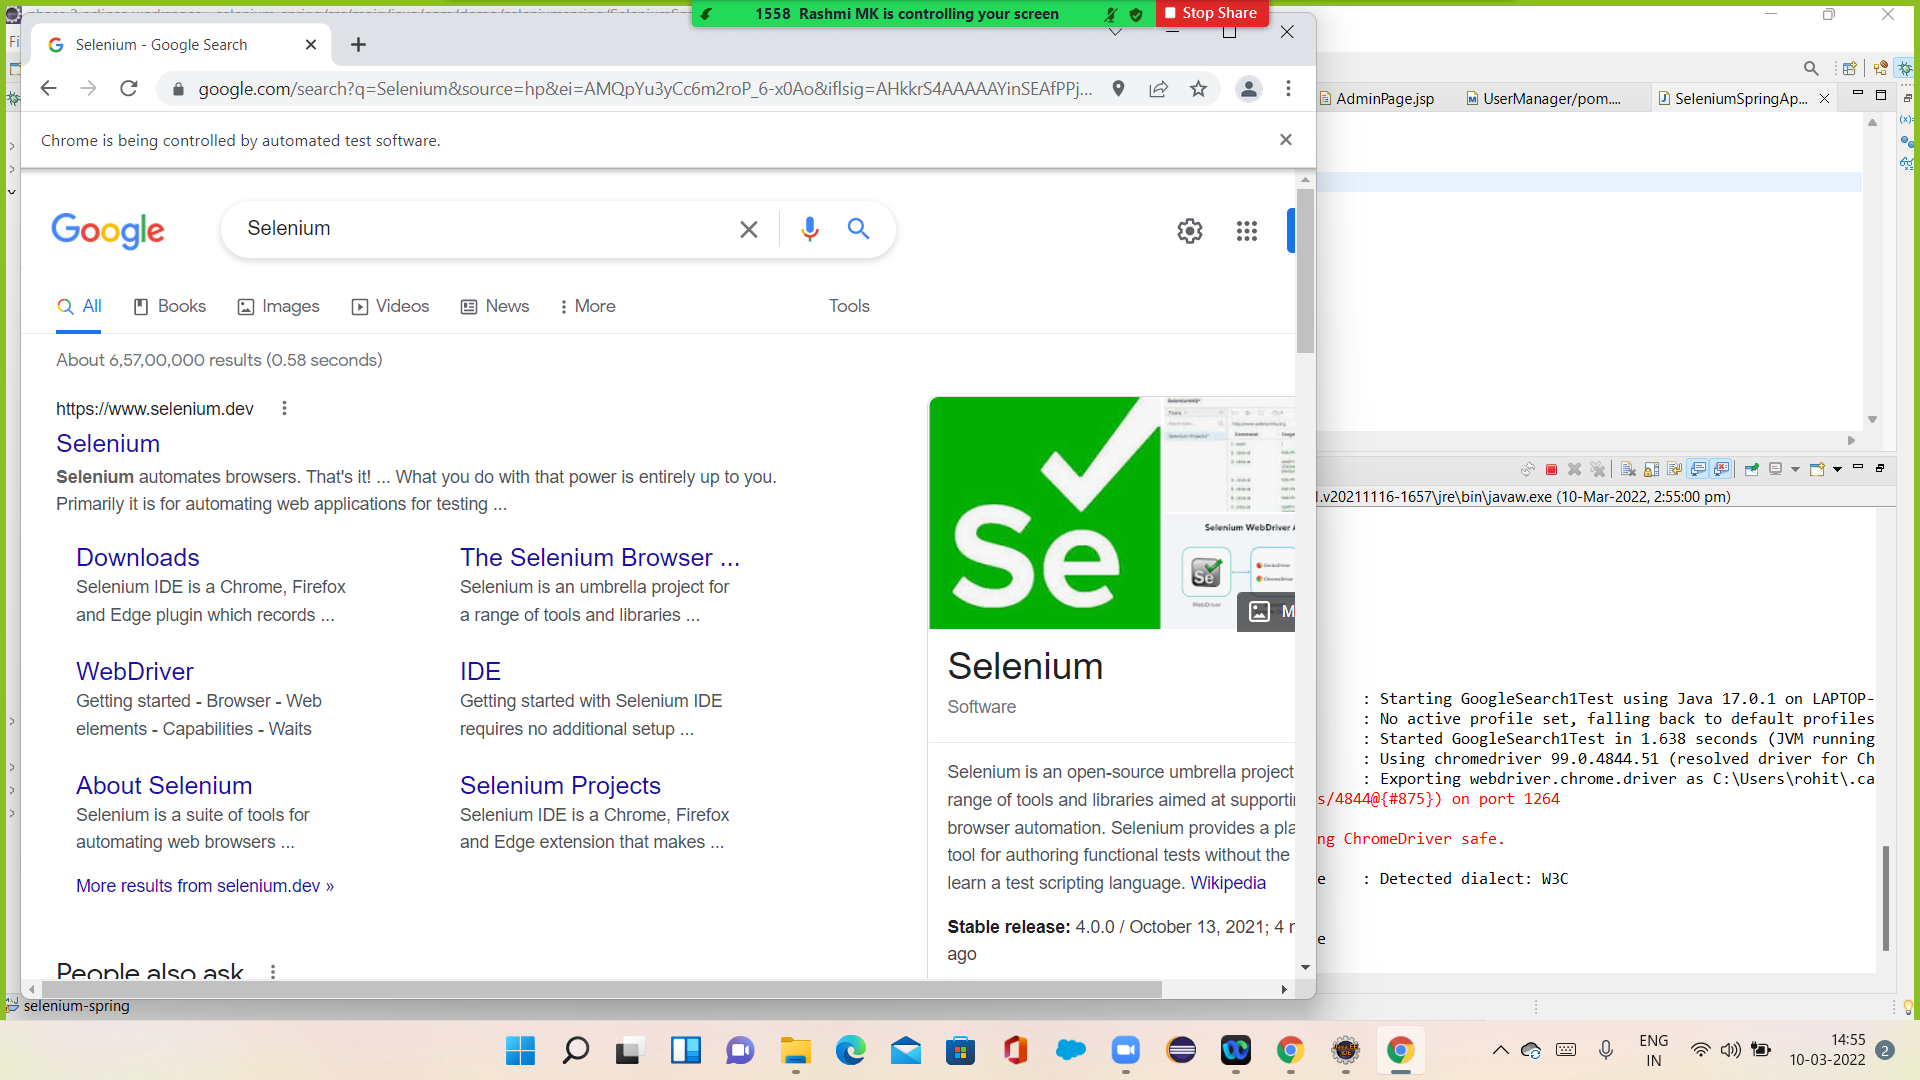 1558 Rashmi MK is controlling your screen
Stop Share
Selenium - Google Search
google.com/search?q=Selenium&source=hp&ei=AMQpYu3yCc6m2roP_6-x0Ao&iflsig=AHkkrS4AAAAAYinSEAfPPj...
AdminPage.jsp
UserManager/pom....
SeleniumSpringAp...
Chrome is being controlled by automated test software.
Google
Selenium
All
Books
Images
Videos
News
More
Tools
About 6,57,00,000 results (0.58 seconds)
https://www.selenium.dev
Selenium
Selenium automates browsers. That's it! ... What you do with that power is entirely up to you.
Primarily it is for automating web applications for testing ...
Downloads
Selenium IDE is a Chrome, Firefox
and Edge plugin which records ...
The Selenium Browser ...
Selenium is an umbrella project for
a range of tools and libraries ...
WebDriver
Getting started - Browser - Web
elements - Capabilities - Waits
IDE
Getting started with Selenium IDE
requires no additional setup ...
About Selenium
Selenium is a suite of tools for
automating web browsers ...
Selenium Projects
Selenium IDE is a Chrome, Firefox
and Edge extension that makes ...
More results from selenium.dev »
People also ask
Se
Selenium WebDriver A
Se
WebDriver
M
Selenium
Software
Selenium is an open-source umbrella project
range of tools and libraries aimed at supporti
browser automation. Selenium provides a pla
tool for authoring functional tests without the
learn a test scripting language. Wikipedia
Stable release: 4.0.0 / October 13, 2021; 4 r
ago
.v20211116-1657\jre\bin\javaw.exe (10-Mar-2022, 2:55:00 pm)
: Starting GoogleSearch1Test using Java 17.0.1 on LAPTOP-
: No active profile set, falling back to default profiles
: Started GoogleSearch1Test in 1.638 seconds (JVM running
: Using chromedriver 99.0.4844.51 (resolved driver for Ch
: Exporting webdriver.chrome.driver as C:\Users\rohit\.ca
s/4844@{#875}) on port 1264
ng ChromeDriver safe.
e : Detected dialect: W3C
e
selenium-spring
ENG
IN
14:55
10-03-2022
2